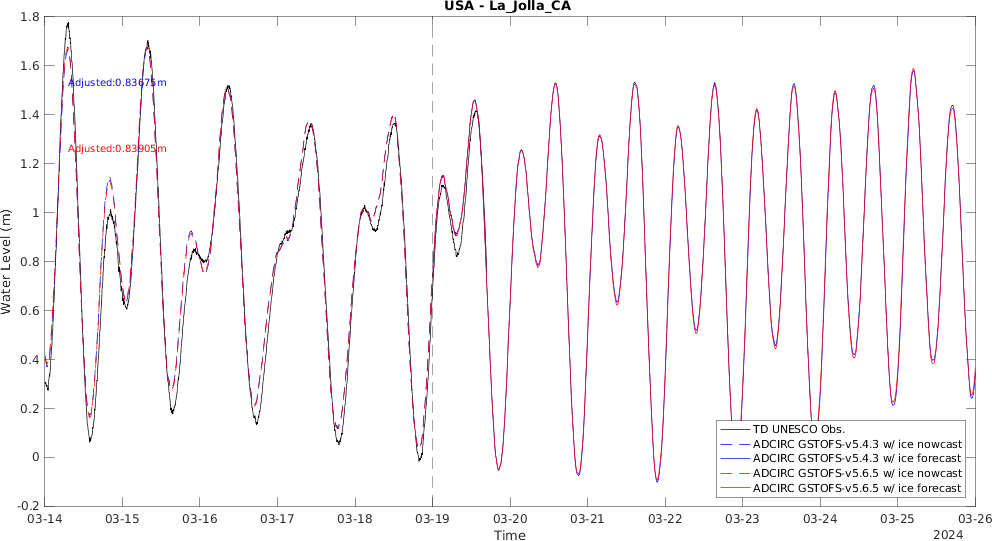 USA - La_Jolla_CA
1.8
1.6
Adjusted:0.83675m
1.4
Adjusted:0.83905m
1.2
1
0.8
0.6
0.4
0.2
0
-0.2
Water Level (m)
TD UNESCO Obs.
ADCIRC GSTOFS-v5.4.3 w/ ice nowcast
ADCIRC GSTOFS-v5.4.3 w/ ice forecast
ADCIRC GSTOFS-v5.6.5 w/ ice nowcast
ADCIRC GSTOFS-v5.6.5 w/ ice forecast
03-14 03-15 03-16 03-17 03-18 03-19 03-20 03-21 03-22 03-23 03-24 03-25 03-26
Time
2024